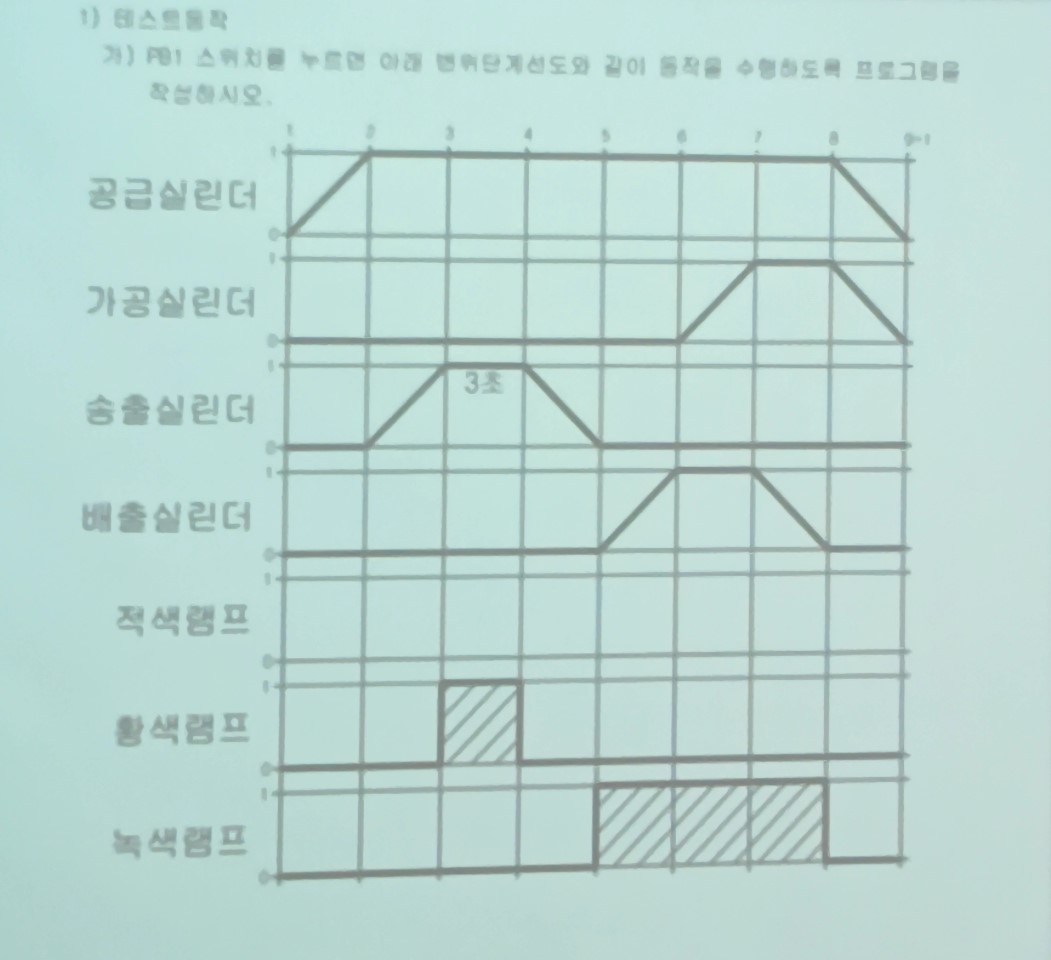 1) 테스트동작
가) PB1 스위치를 누르면 아래 변위단계선도와 같이 동작을 수행하도록 프로그램을
작성하시오.
1 2 3 4 5 6 7 8 9=1
1
공급실린더
0
1
가공실린더
0
1
3초
송출실린더
0
1
배출실린더
0
1
적색램프
0
1
황색램프
0
1
녹색램프
0